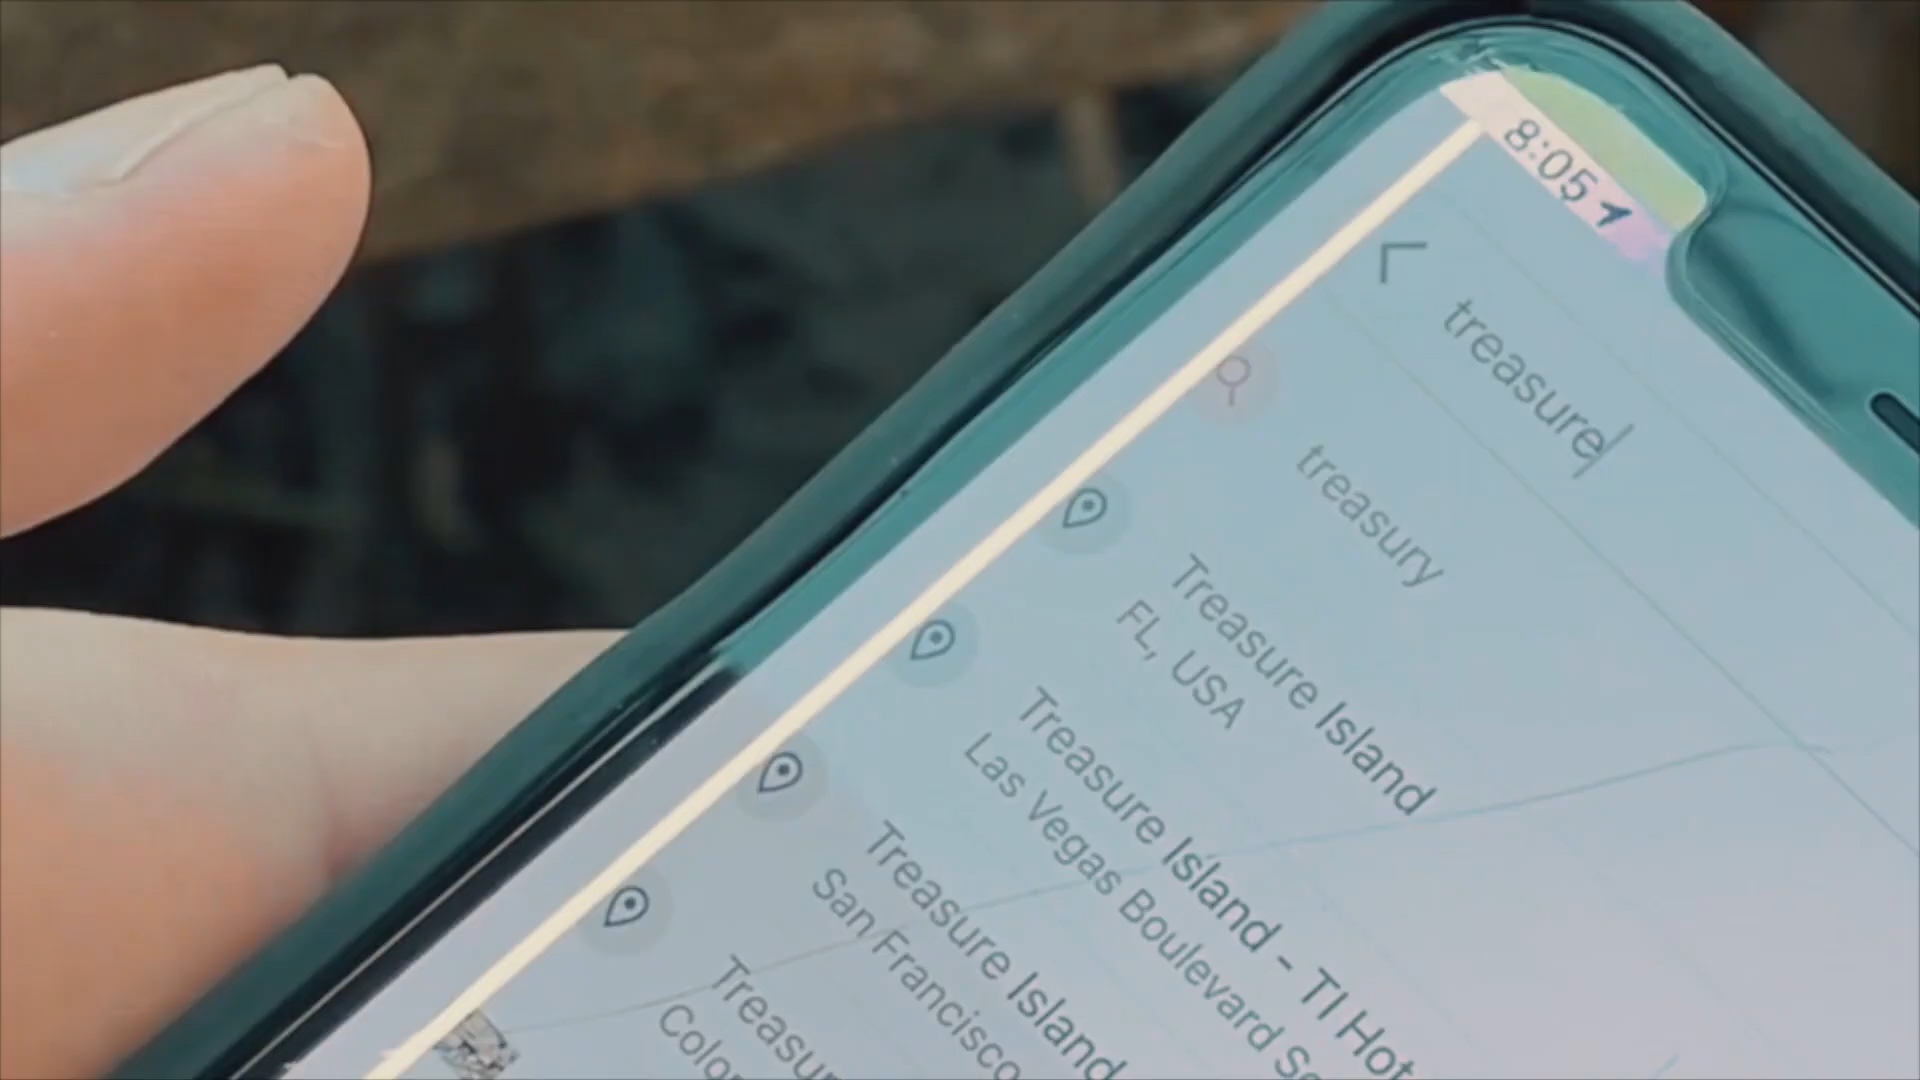 8:05
treasure
treasury
Treasure Island
FL, USA
Treasure Island - TI Hot
Las Vegas Boulevard
Treasure Island
San Francisco